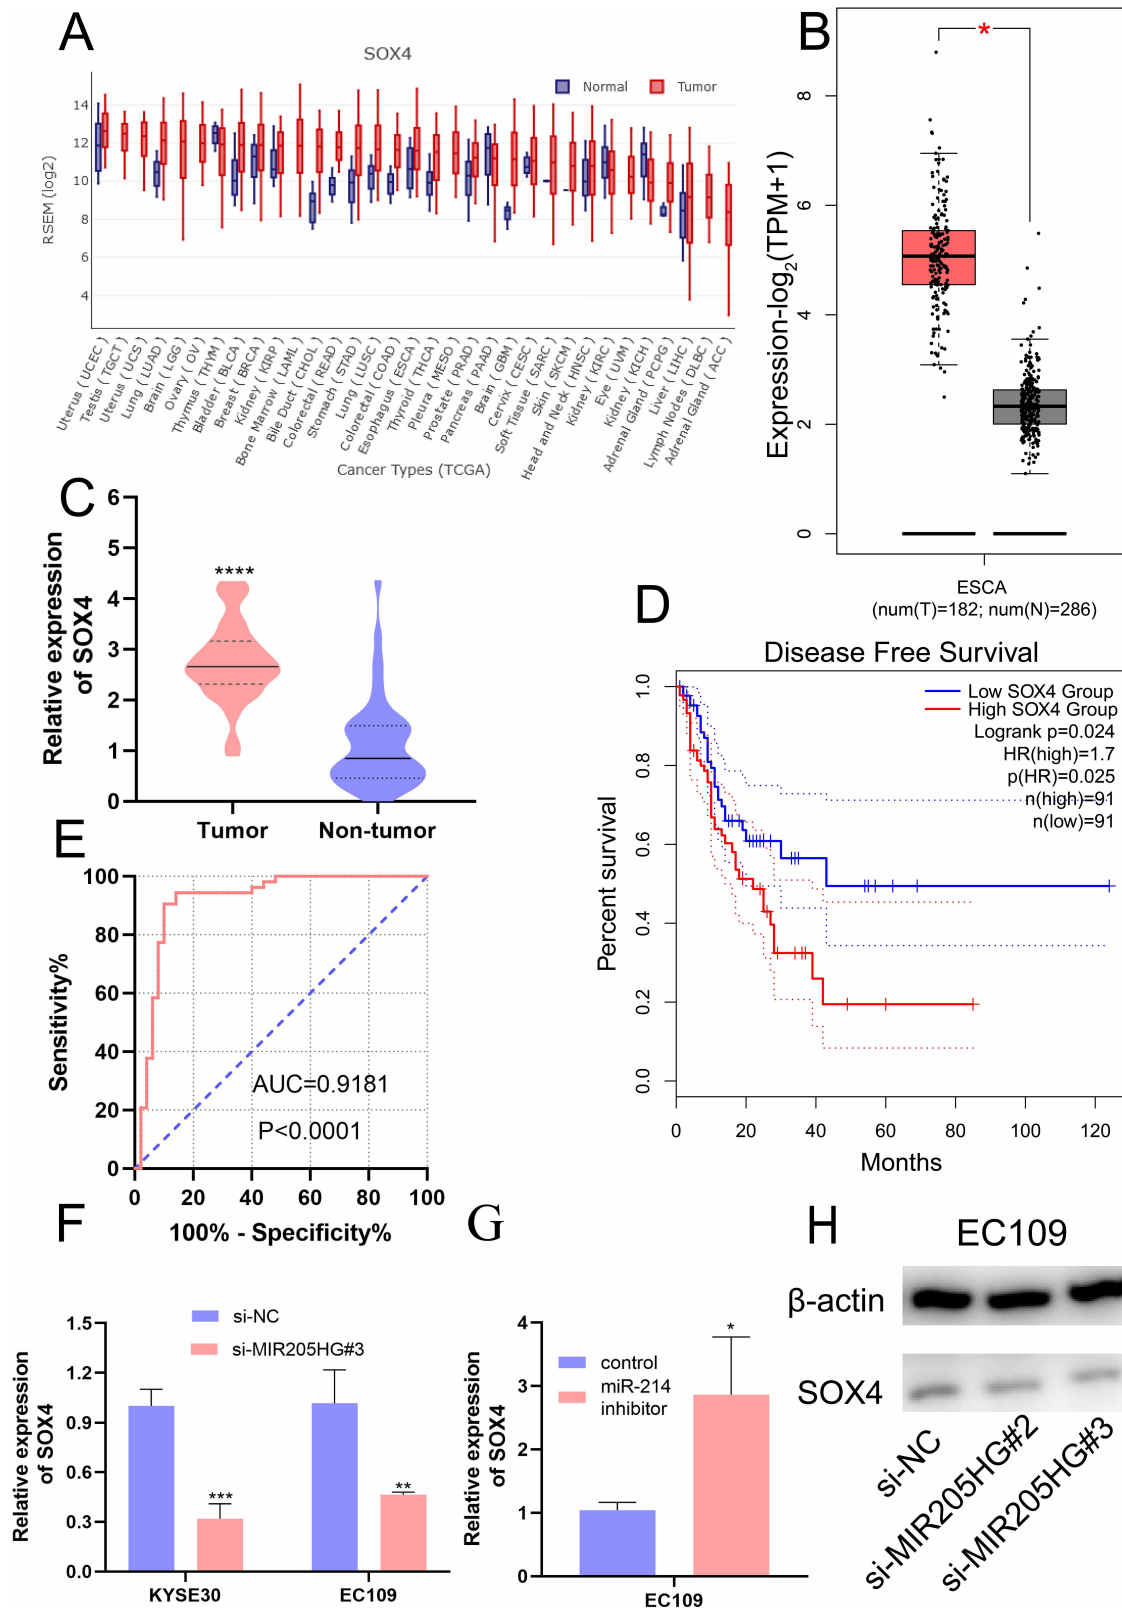 A
SOX4
Normal
Tumor
RSEM (log2)
14
12
10
8
6
4
Uterus ( UCEC )
Testis ( TGCT )
Uterus ( UCS )
Lung ( LUAD )
Brain ( LGG )
Ovary ( OV )
Thymus ( THYM )
Bladder ( BLCA )
Breast ( BRCA )
Kidney ( KIRP )
Bone Marrow ( LAML )
Bile Duct ( CHOL )
Colorectal ( READ )
Stomach ( STAD )
Lung ( LUSC )
Colorectal ( COAD )
Esophagus ( ESCA )
Thyroid ( THCA )
Pleura ( MESO )
Prostate ( PRAD )
Pancreas ( PAAD )
Brain ( GBM )
Cervix ( CESC )
Soft Tissue ( SARC )
Skin ( SKCM )
Head and Neck ( HNSC )
Kidney ( KIRC )
Eye ( UVM )
Kidney ( KICH )
Adrenal Gland ( PCPG )
Liver ( LIHC )
Lymph Nodes ( DLBC )
Adrenal Gland ( ACC )
Cancer Types (TCGA)
B
*
Expression-log2(TPM+1)
8
6
4
2
0
ESCA
(num(T)=182; num(N)=286)
C
Relative expression
of SOX4
6
5
4
3
2
1
0
****
Tumor
Non-tumor
D
Disease Free Survival
Low SOX4 Group
High SOX4 Group
Logrank p=0.024
HR(high)=1.7
p(HR)=0.025
n(high)=91
n(low)=91
Percent survival
1.0
0.8
0.6
0.4
0.2
0.0
0 20 40 60 80 100 120
Months
E
Sensitivity%
100
80
60
40
20
0
AUC=0.9181
P<0.0001
0 20 40 60 80 100
100% - Specificity%
F
si-NC
si-MIR205HG#3
Relative expression
of SOX4
1.5
1.2
0.9
0.6
0.3
0.0
***
**
KYSE30
EC109
G
control
miR-214
inhibitor
Relative expression
of SOX4
4
3
2
1
0
*
EC109
H
EC109
β-actin
SOX4
si-NC
si-MIR205HG#2
si-MIR205HG#3